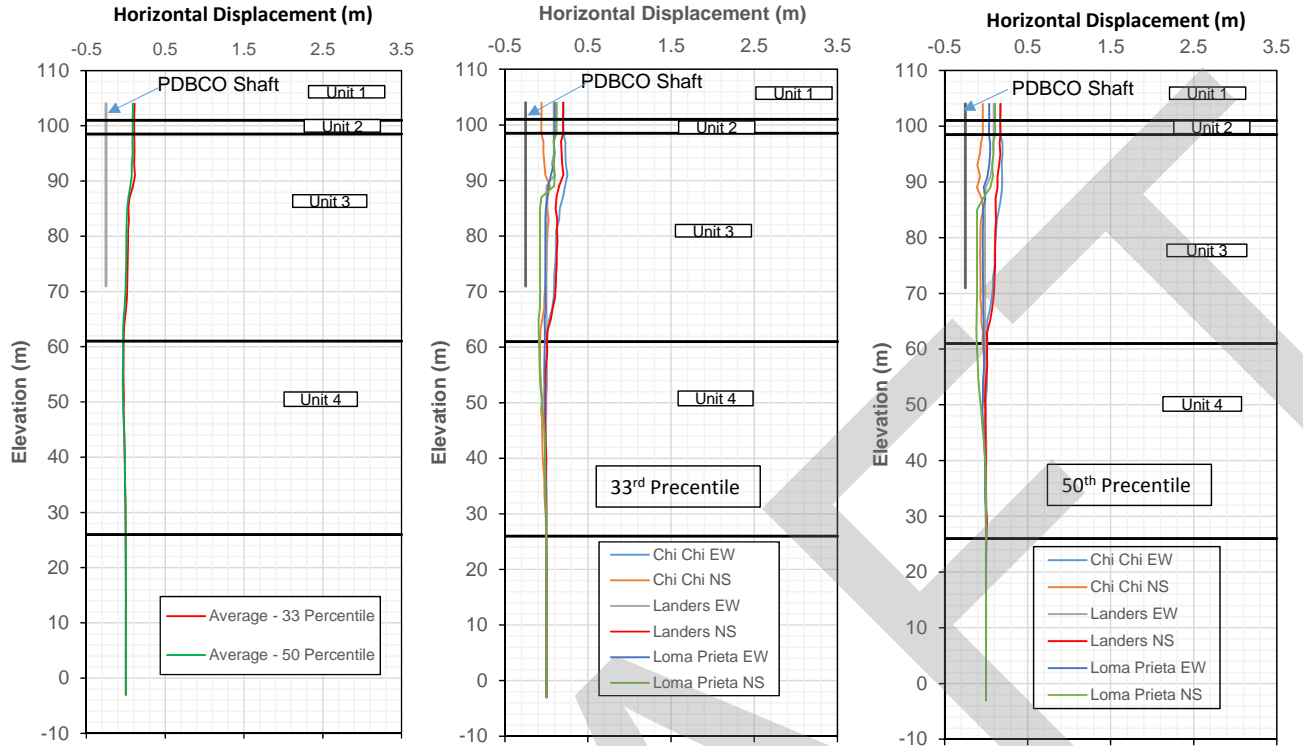 Horizontal Displacement (m)
-0.5 0.5 1.5 2.5 3.5
110
100
90
80
70
60
50
40
30
20
10
0
-10
Elevation (m)
PDBCO Shaft
Unit 1
Unit 2
Unit 3
Unit 4
Average - 33 Percentile
Average - 50 Percentile
Horizontal Displacement (m)
-0.5 0.5 1.5 2.5 3.5
110
100
90
80
70
60
50
40
30
20
10
0
-10
Elevation (m)
PDBCO Shaft
Unit 1
Unit 2
Unit 3
Unit 4
33rd Precentile
Chi Chi EW
Chi Chi NS
Landers EW
Landers NS
Loma Prieta EW
Loma Prieta NS
Horizontal Displacement (m)
-0.5 0.5 1.5 2.5 3.5
110
100
90
80
70
60
50
40
30
20
10
0
-10
Elevation (m)
PDBCO Shaft
Unit 1
Unit 2
Unit 3
Unit 4
50th Precentile
Chi Chi EW
Chi Chi NS
Landers EW
Landers NS
Loma Prieta EW
Loma Prieta NS